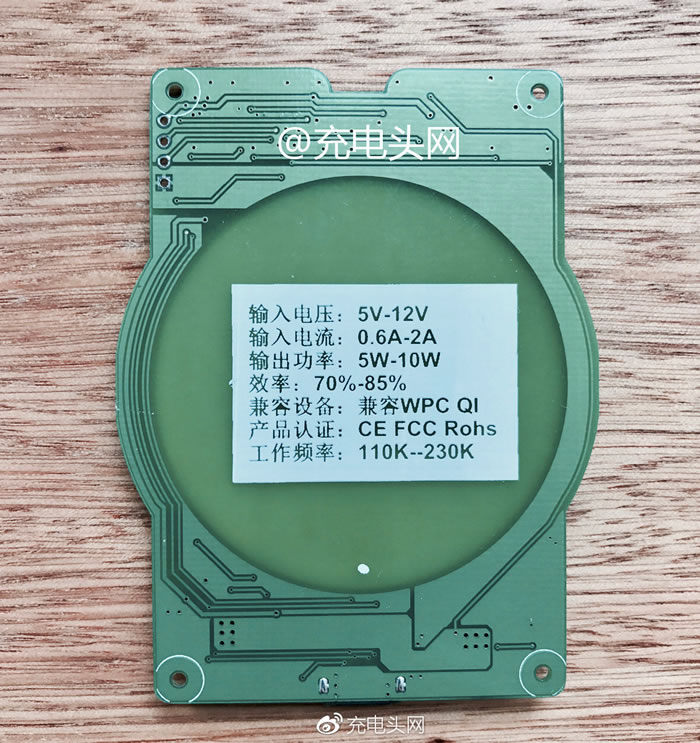 @充电头网
输入电压：5V-12V
输入电流：0.6A-2A
输出功率：5W-10W
效率：70%-85%
兼容设备：兼容WPC QI
产品认证：CE FCC Rohs
工作频率：110K--230K
充电头网